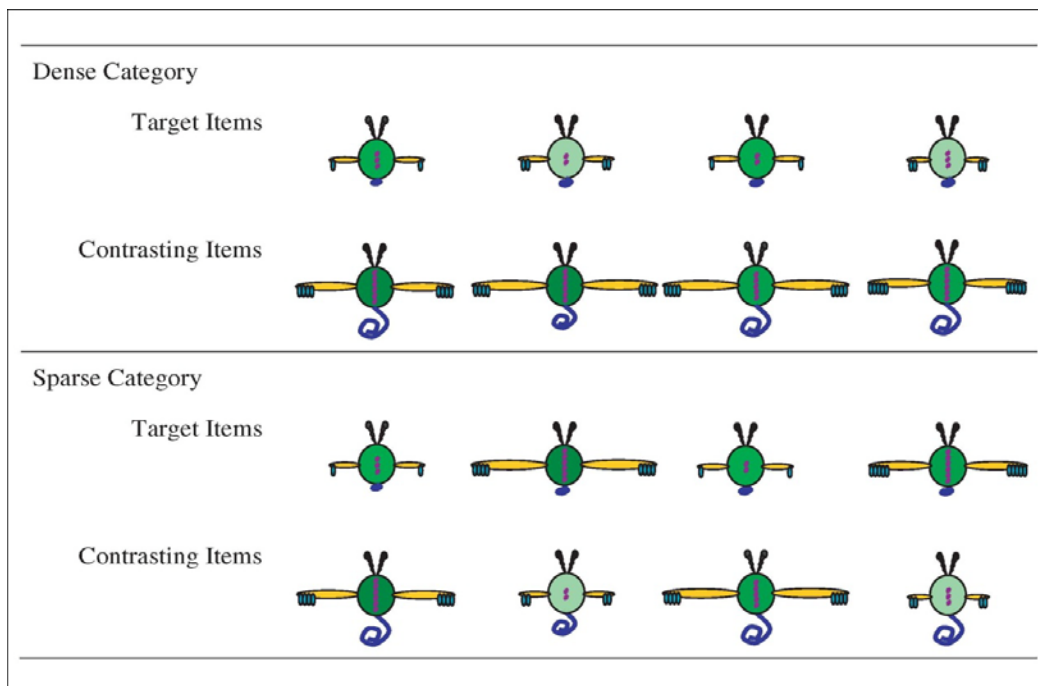 Dense Category
Target Items
Contrasting Items
Sparse Category
Target Items
Contrasting Items